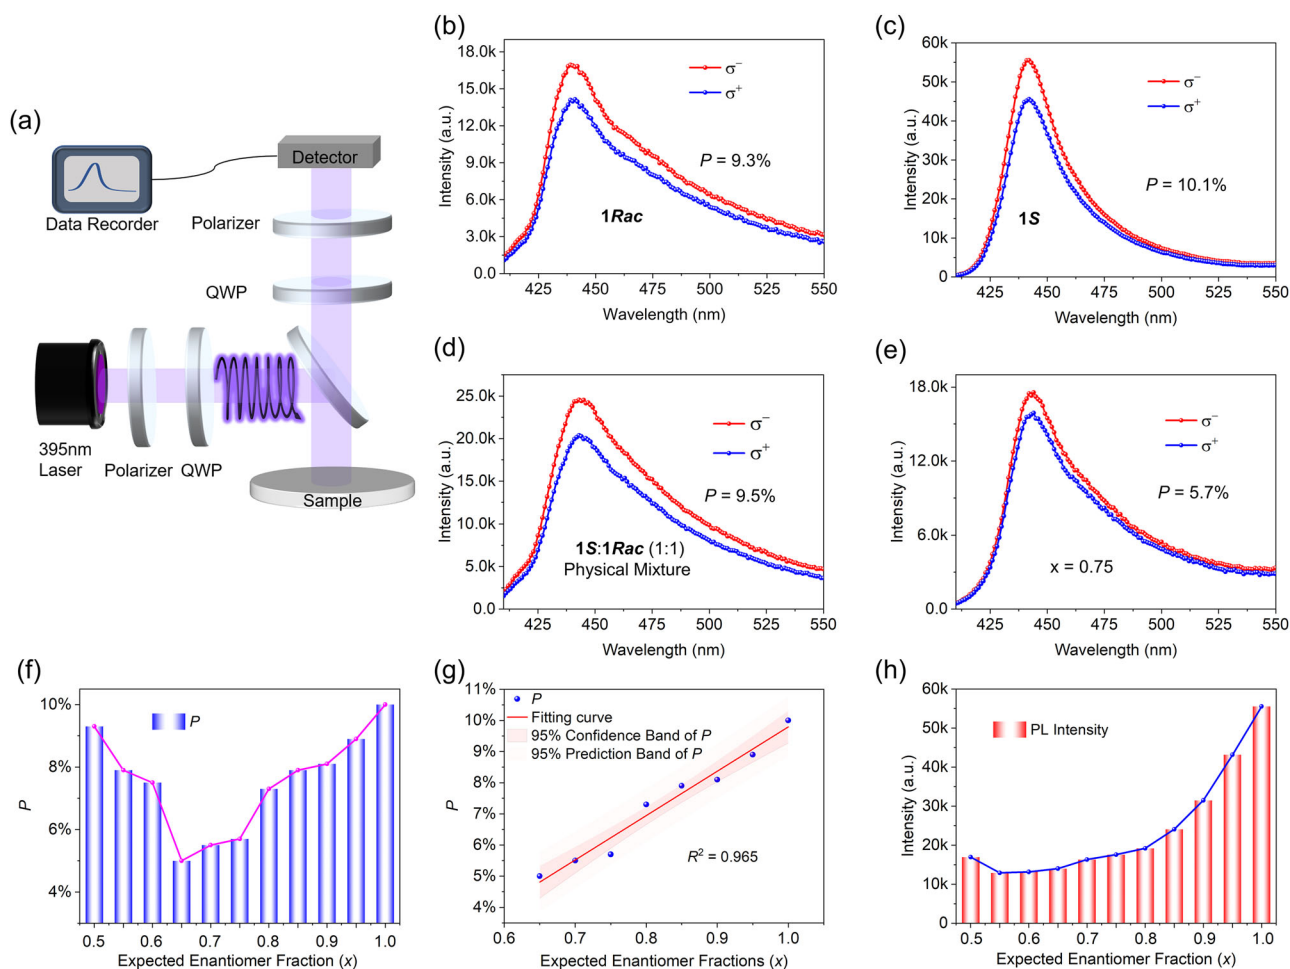 (a)
Detector
Data Recorder
Polarizer
QWP
395nm
Laser
Polarizer
QWP
Sample
(b)
Intensity (a.u.)
21.0k
18.0k
15.0k
12.0k
9.0k
6.0k
3.0k
0.0
σ⁻
σ⁺
P = 9.3%
1Rac
425 450 475 500 525 550
Wavelength (nm)
(c)
Intensity (a.u.)
60k
50k
40k
30k
20k
10k
0
σ⁻
σ⁺
P = 10.1%
1S
425 450 475 500 525 550
Wavelength (nm)
(d)
Intensity (a.u.)
25.0k
20.0k
15.0k
10.0k
5.0k
0.0
σ⁻
σ⁺
P = 9.5%
1S:1Rac (1:1)
Physical Mixture
425 450 475 500 525 550
Wavelength (nm)
(e)
Intensity (a.u.)
18.0k
12.0k
6.0k
0.0
σ⁻
σ⁺
P = 5.7%
x = 0.75
425 450 475 500 525 550
Wavelength (nm)
(f)
P
10%
8%
6%
4%
P
0.5 0.6 0.7 0.8 0.9 1.0
Expected Enantiomer Fraction (x)
(g)
P
11%
10%
9%
8%
7%
6%
5%
4%
P
Fitting curve
95% Confidence Band of P
95% Prediction Band of P
R² = 0.965
0.6 0.7 0.8 0.9 1.0
Expected Enantiomer Fractions (x)
(h)
Intensity (a.u.)
60k
50k
40k
30k
20k
10k
0
PL Intensity
0.5 0.6 0.7 0.8 0.9 1.0
Expected Enantiomer Fraction (x)